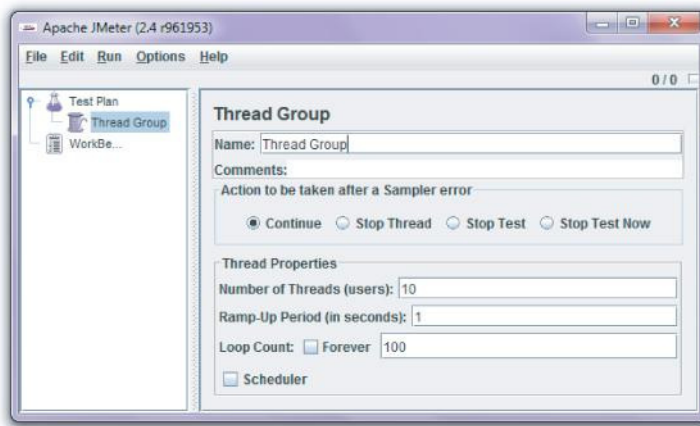 Apache JMeter (2.4 r961953)
File Edit Run Options Help
0 / 0
Test Plan
Thread Group
WorkBe...
Thread Group
Name: Thread Group
Comments:
Action to be taken after a Sampler error
Continue Stop Thread Stop Test Stop Test Now
Thread Properties
Number of Threads (users): 10
Ramp-Up Period (in seconds): 1
Loop Count: Forever 100
Scheduler